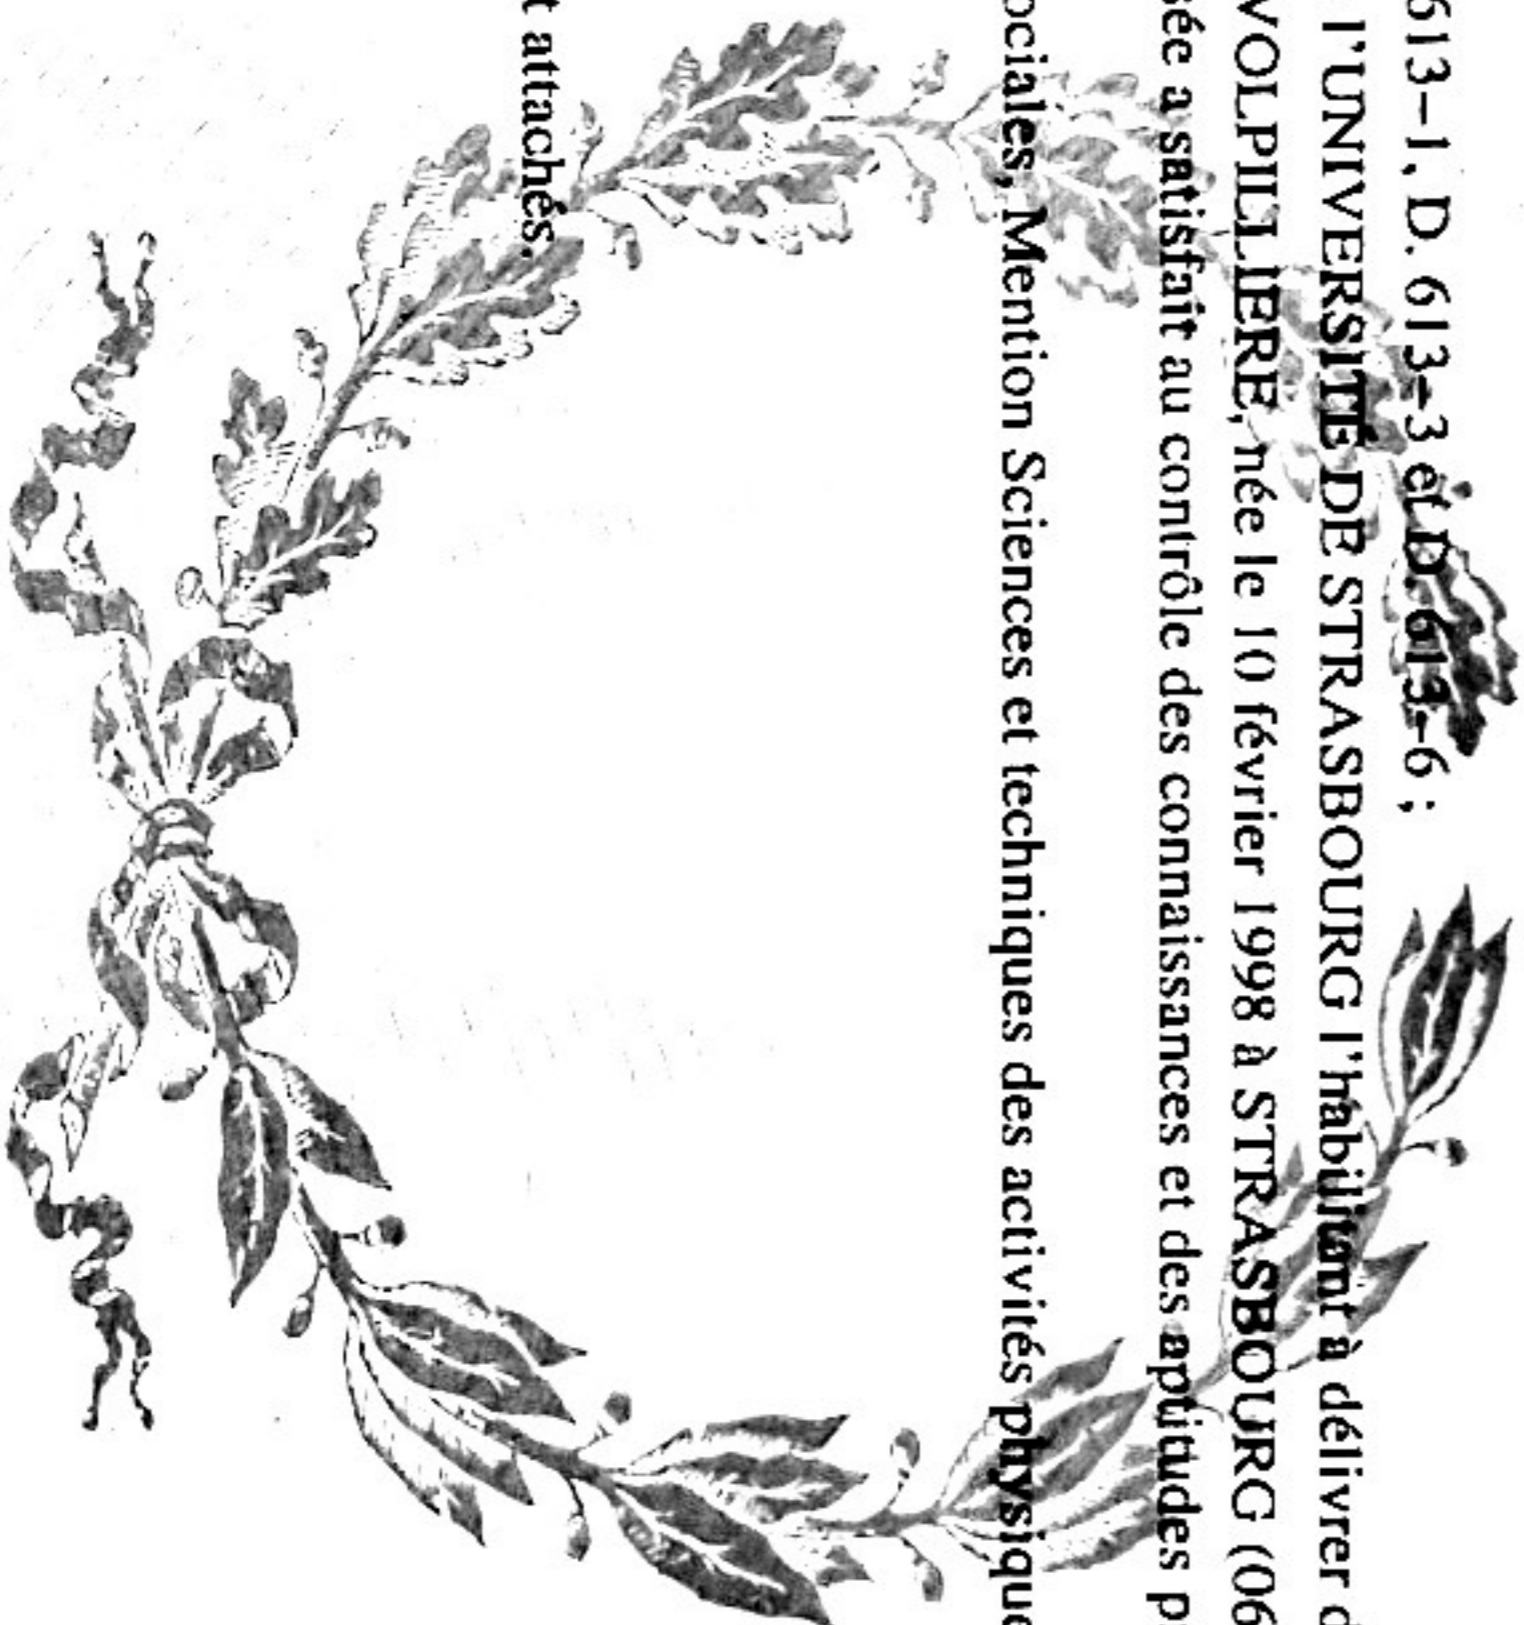 613-1, D. 613-3 et D. 613-6 ;
l'UNIVERSITÉ DE STRASBOURG l'habilitant à délivrer d
VOLPILLIERE, née le 10 février 1998 à STRASBOURG (06
sée a satisfait au contrôle des connaissances et des aptitudes p
ociales, Mention Sciences et techniques des activités physique
t attachés.